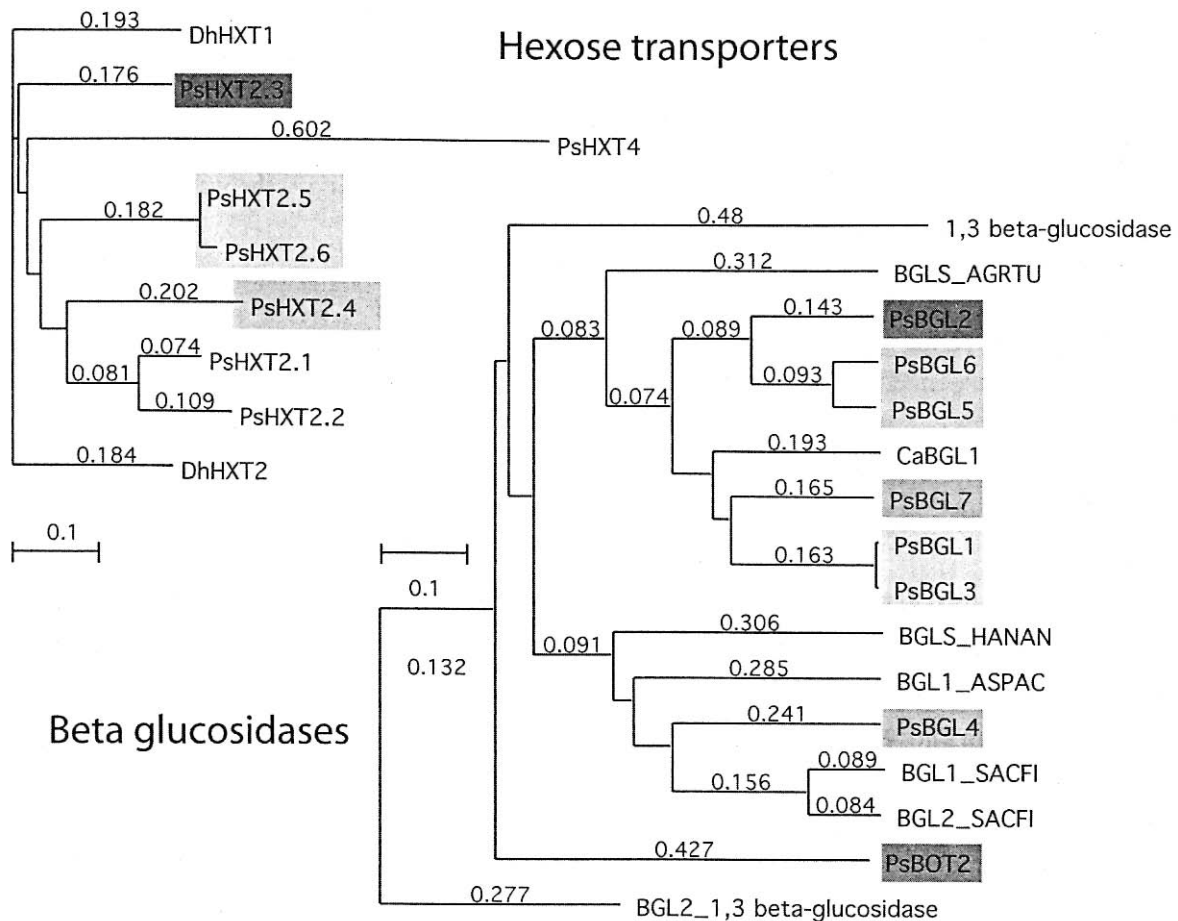 Hexose transporters
0.193
DhHXT1
0.176
PsHXT2.3
0.602
PsHXT4
0.182
PsHXT2.5
PsHXT2.6
0.202
PsHXT2.4
0.074
PsHXT2.1
0.081
0.109
PsHXT2.2
0.184
DhHXT2
0.1
Beta glucosidases
0.1
0.132
0.48
1,3 beta-glucosidase
0.312
BGLS_AGRTU
0.083
0.143
PsBGL2
0.089
PsBGL6
0.093
PsBGL5
0.074
0.193
CaBGL1
0.165
PsBGL7
PsBGL1
0.163
PsBGL3
0.306
BGLS_HANAN
0.091
0.285
BGL1_ASPAC
0.241
PsBGL4
0.089
BGL1_SACFI
0.156
0.084
BGL2_SACFI
0.427
PsBOT2
0.277
BGL2_1,3 beta-glucosidase